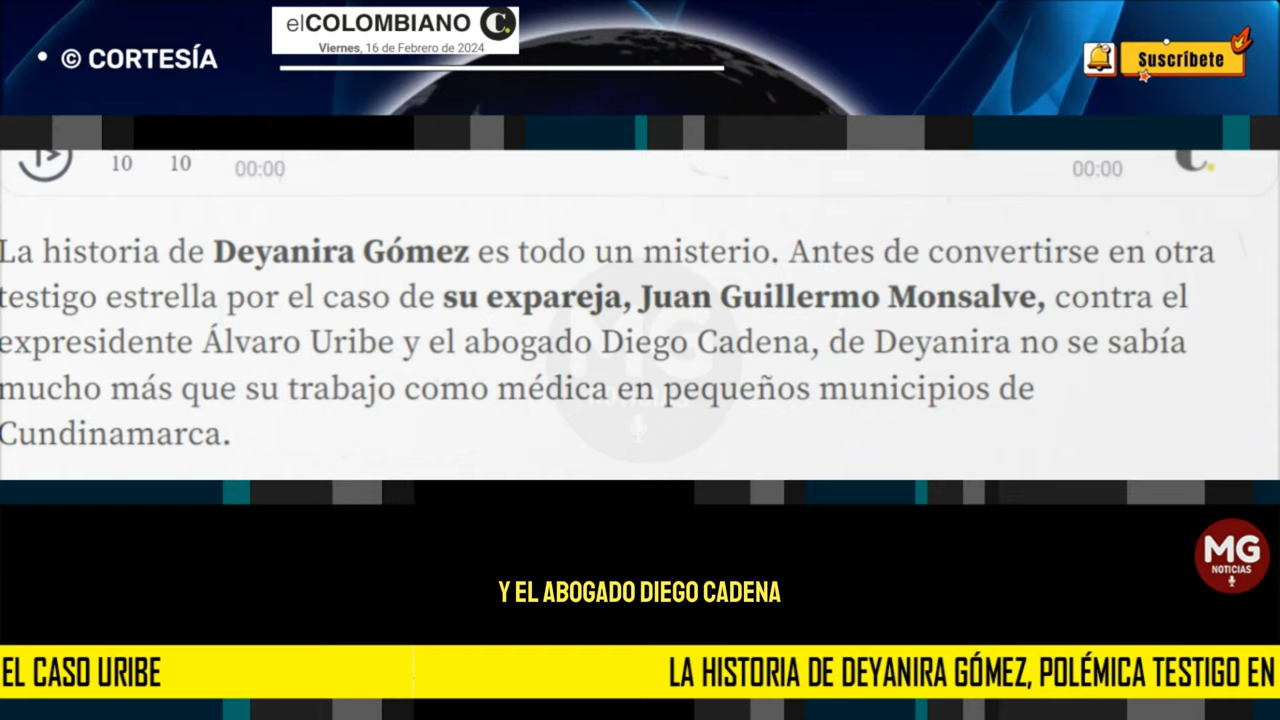 elCOLOMBIANO C.
Viernes, 16 de Febrero de 2024
• © CORTESÍA
Suscríbete
10 10 00:00 00:00
La historia de Deyanira Gómez es todo un misterio. Antes de convertirse en otra
testigo estrella por el caso de su expareja, Juan Guillermo Monsalve, contra el
expresidente Álvaro Uribe y el abogado Diego Cadena, de Deyanira no se sabía
mucho más que su trabajo como médica en pequeños municipios de
Cundinamarca.
MG
NOTICIAS
Y EL ABOGADO DIEGO CADENA
EL CASO URIBE LA HISTORIA DE DEYANIRA GÓMEZ, POLÉMICA TESTIGO EN